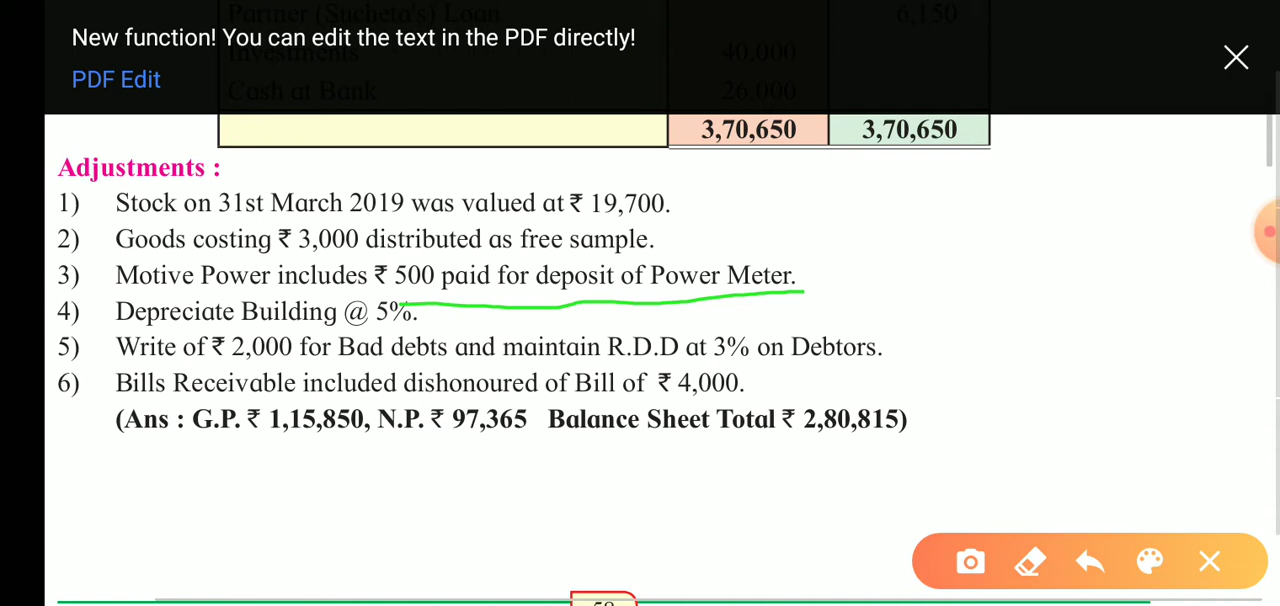 Partner (Sucheta's) Loan 6,150
New function! You can edit the text in the PDF directly!
Investments 40,000
PDF Edit
Cash at Bank 26,000
3,70,650 3,70,650
Adjustments :
1) Stock on 31st March 2019 was valued at ₹ 19,700.
2) Goods costing ₹ 3,000 distributed as free sample.
3) Motive Power includes ₹ 500 paid for deposit of Power Meter.
4) Depreciate Building @ 5%.
5) Write of ₹ 2,000 for Bad debts and maintain R.D.D at 3% on Debtors.
6) Bills Receivable included dishonoured of Bill of ₹ 4,000.
(Ans : G.P. ₹ 1,15,850, N.P. ₹ 97,365 Balance Sheet Total ₹ 2,80,815)